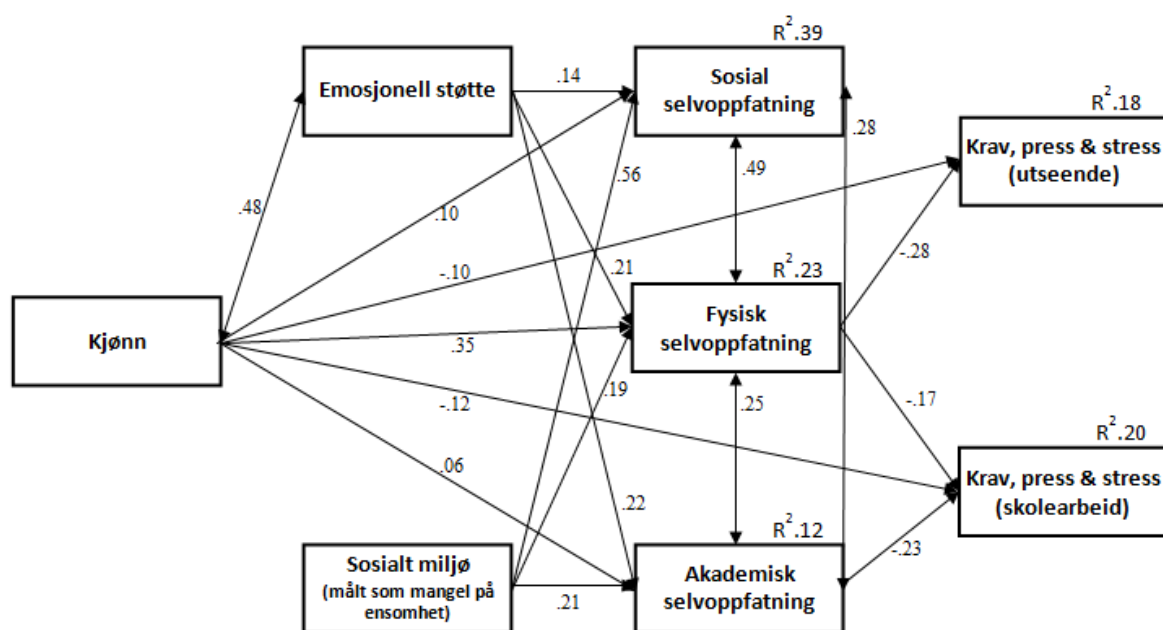 R².39
Emosjonell støtte
.14
Sosial
selvoppfatning
R².18
.28
Krav, press & stress
(utseende)
.56
.49
.48
.10
-.28
-.10
.21
R².23
Kjønn
.35
Fysisk
selvoppfatning
.19
-.17
-.12
.25
R².20
.06
Krav, press & stress
(skolearbeid)
.22
R².12
-.23
Sosialt miljø
(målt som mangel på
ensomhet)
.21
Akademisk
selvoppfatning